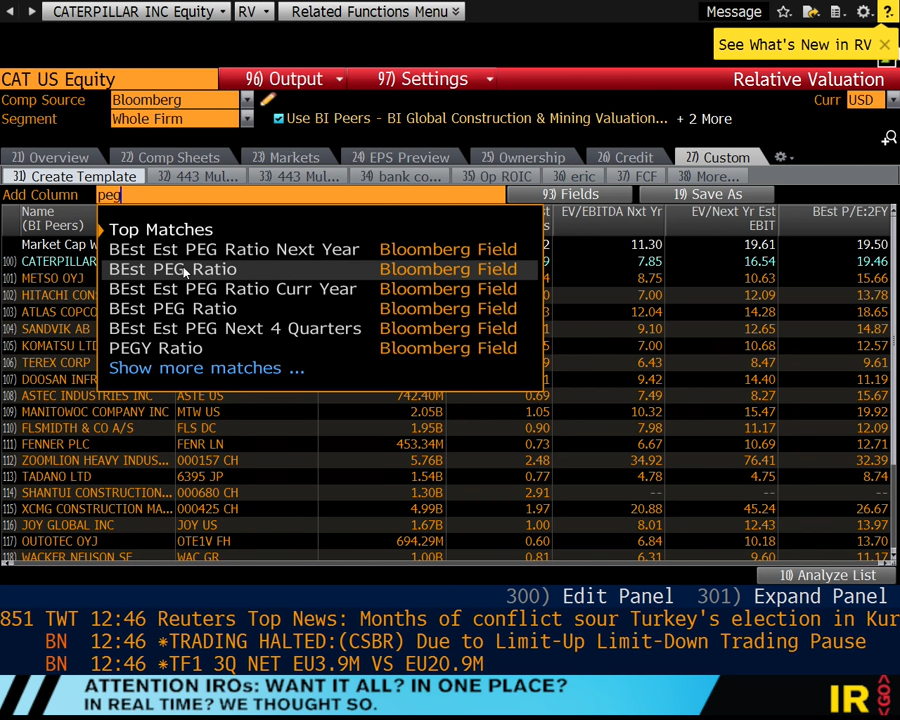 CATERPILLAR INC Equity RV Related Functions Menu Message ?
See What's New in RV ×
CAT US Equity 96) Output 97) Settings Relative Valuation
Comp Source Bloomberg Curr USD
Segment Whole Firm Use BI Peers - BI Global Construction & Mining Valuation... + 2 More
21) Overview 22) Comp Sheets 23) Markets 24) EPS Preview 25) Ownership 26) Credit 27) Custom
31) Create Template 32) 443 Mul... 33) 443 Mul... 34) bank co... 35) Op ROIC 36) eric 37) FCF 38) More...
Add Column peg 93) Fields 19) Save As
Name EV/EBITDA Nxt Yr EV/Next Yr Est BEst P/E:2FY
(BI Peers) EBIT
Market Cap W 11.30 19.61 19.50
100) CATERPILLAR 7.85 16.54 19.46
101) METSO OYJ 8.75 10.63 15.66
102) HITACHI CON 7.00 12.09 13.78
103) ATLAS COPCO 12.04 14.28 18.65
104) SANDVIK AB 9.10 12.65 14.87
105) KOMATSU LTD 7.00 10.68 12.57
106) TEREX CORP 6.43 8.47 9.61
107) DOOSAN INFR 9.42 14.40 11.19
Top Matches
BEst Est PEG Ratio Next Year Bloomberg Field
BEst PEG Ratio Bloomberg Field
BEst Est PEG Ratio Curr Year Bloomberg Field
BEst PEG Ratio Bloomberg Field
BEst Est PEG Next 4 Quarters Bloomberg Field
PEGY Ratio Bloomberg Field
Show more matches ...
108) ASTEC INDUSTRIES INC ASTE US 742.40M 0.69 7.49 8.27 15.67
109) MANITOWOC COMPANY INC MTW US 2.05B 1.05 10.32 15.47 19.92
110) FLSMIDTH & CO A/S FLS DC 1.95B 0.90 7.98 11.17 12.09
111) FENNER PLC FENR LN 453.34M 0.73 6.67 10.69 12.71
112) ZOOMLION HEAVY INDUS... 000157 CH 5.76B 2.48 34.92 76.41 32.39
113) TADANO LTD 6395 JP 1.54B 0.77 4.78 4.75 8.74
114) SHANTUI CONSTRUCTION... 000680 CH 1.30B 2.91 -- -- --
115) XCMG CONSTRUCTION MA... 000425 CH 4.99B 1.97 20.88 45.24 26.67
116) JOY GLOBAL INC JOY US 1.67B 1.00 8.01 12.43 13.97
117) OUTOTEC OYJ OTE1V FH 694.29M 0.60 6.84 10.18 13.70
118) WACKER NEUSON SE WAC GR 1.00B 0.81 6.31 9.60 11.17
10) Analyze List
300) Edit Panel 301) Expand Panel
851 TWT 12:46 Reuters Top News: Months of conflict sour Turkey's election in Kur
BN 12:46 *TRADING HALTED:(CSBR) Due to Limit-Up Limit-Down Trading Pause
BN 12:46 *TF1 3Q NET EU3.9M VS EU20.9M
ATTENTION IROs: WANT IT ALL? IN ONE PLACE?
IN REAL TIME? WE THOUGHT SO.
IR